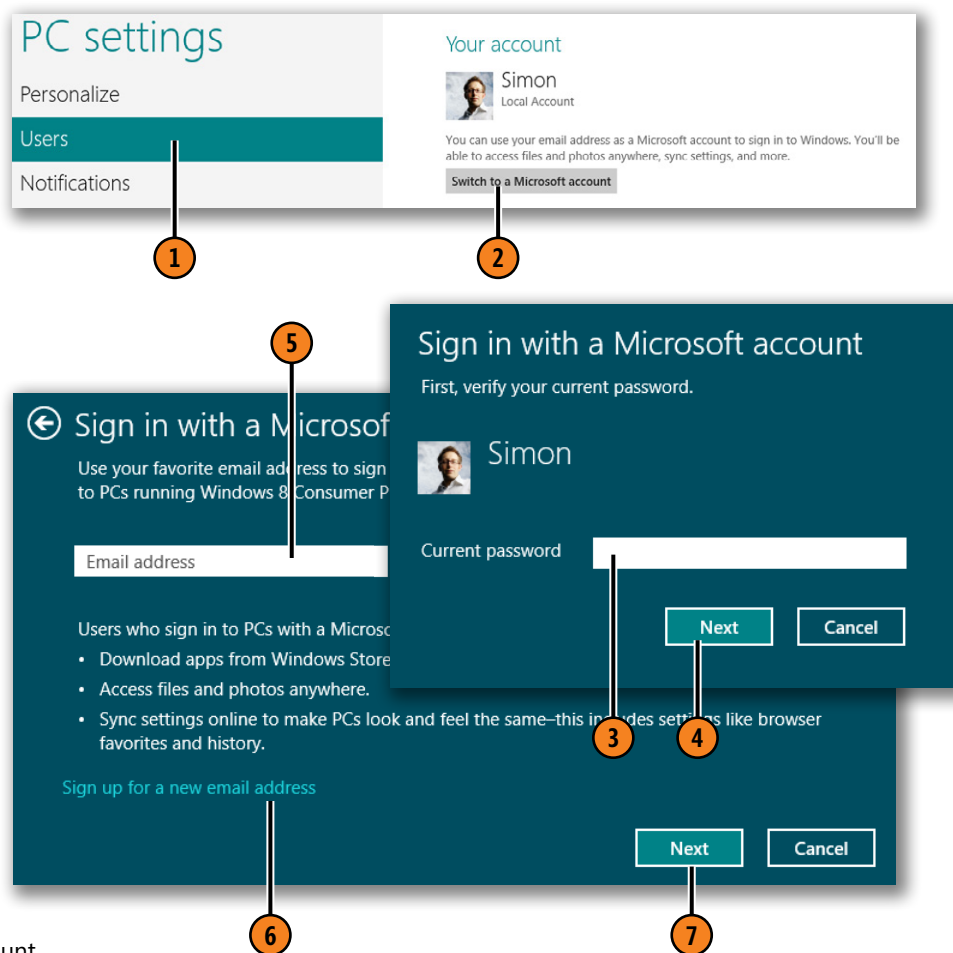 PC settings
Personalize
Users
Notifications
Your account
Simon
Local Account
You can use your email address as a Microsoft account to sign in to Windows. You'll be
able to access files and photos anywhere, sync settings, and more.
Switch to a Microsoft account
1
2
5
Sign in with a Microsoft account
First, verify your current password.
Simon
Current password
Next
Cancel
3
4
Sign in with a Microsof
Use your favorite email address to sign
to PCs running Windows 8 Consumer P
Email address
Users who sign in to PCs with a Microso
• Download apps from Windows Store
• Access files and photos anywhere.
• Sync settings online to make PCs look and feel the same–this includes settings like browser
favorites and history.
Sign up for a new email address
Next
Cancel
6
7